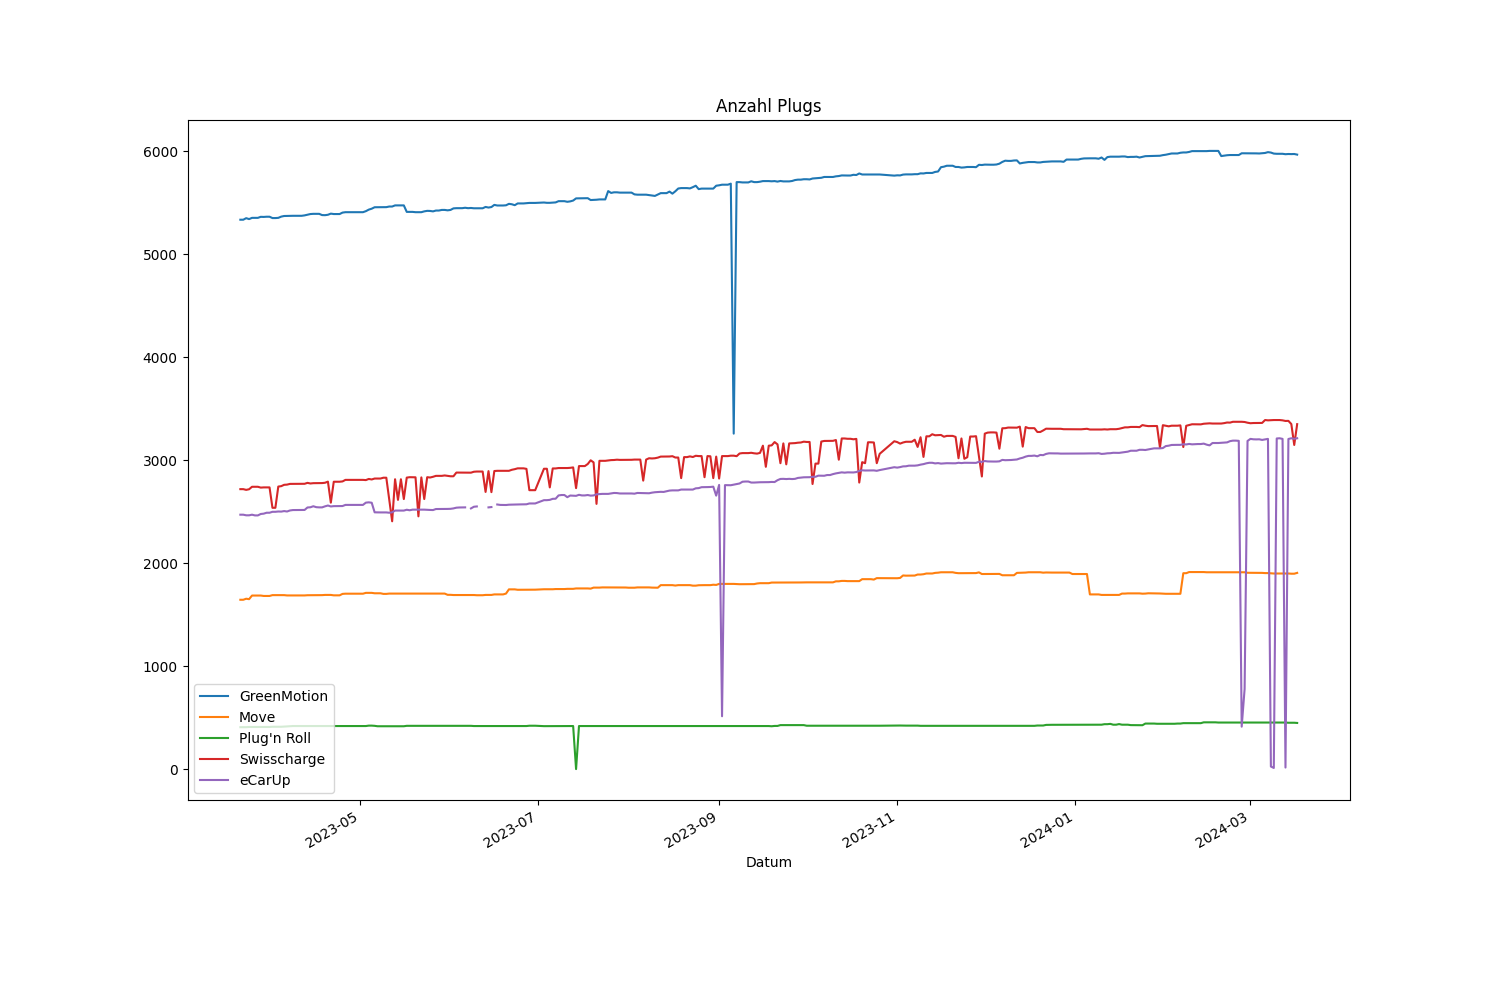 Anzahl Plugs
6000
5000
4000
3000
2000
1000
0
GreenMotion
Move
Plug'n Roll
Swisscharge
eCarUp
2023-05
2023-07
2023-09
2023-11
2024-01
2024-03
Datum